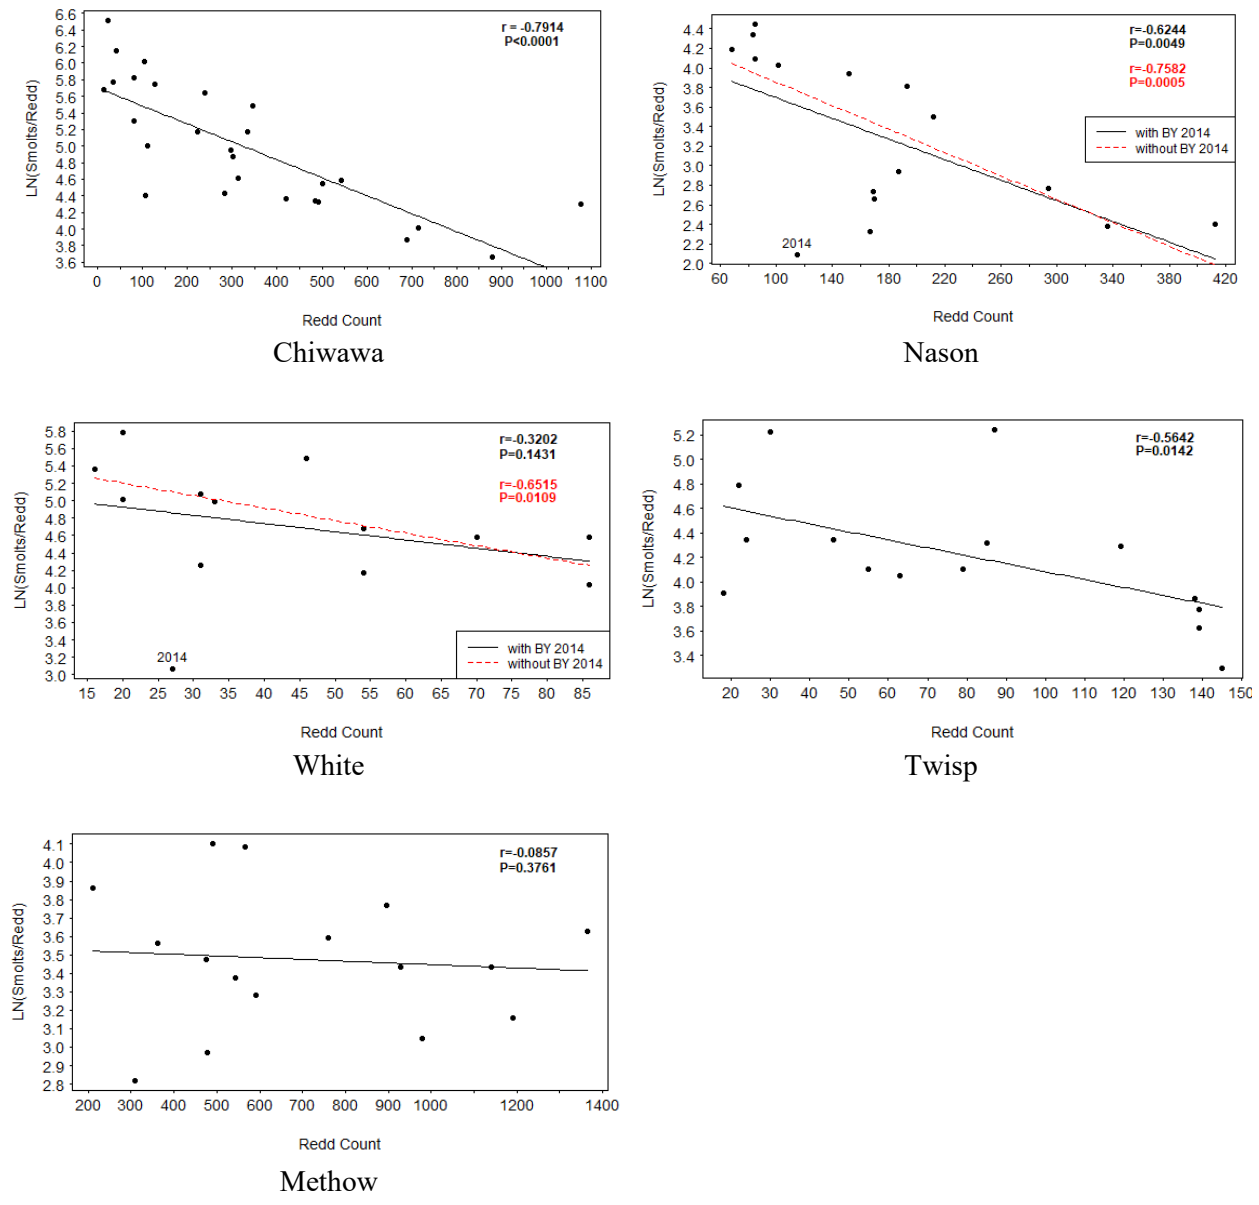 6.6
6.4
6.2
6.0
5.8
5.6
5.4
5.2
5.0
4.8
4.6
4.4
4.2
4.0
3.8
3.6
LN(Smolts/Redd)
r = -0.7914
P<0.0001
0 100 200 300 400 500 600 700 800 900 1000 1100
Redd Count
Chiwawa
4.4
4.2
4.0
3.8
3.6
3.4
3.2
3.0
2.8
2.6
2.4
2.2
2.0
LN(Smolts/Redd)
r=-0.6244
P=0.0049
r=-0.7582
P=0.0005
with BY 2014
without BY 2014
2014
60 100 140 180 220 260 300 340 380 420
Redd Count
Nason
5.8
5.6
5.4
5.2
5.0
4.8
4.6
4.4
4.2
4.0
3.8
3.6
3.4
3.2
3.0
LN(Smolts/Redd)
r=-0.3202
P=0.1431
r=-0.6515
P=0.0109
with BY 2014
without BY 2014
2014
15 20 25 30 35 40 45 50 55 60 65 70 75 80 85
Redd Count
White
5.2
5.0
4.8
4.6
4.4
4.2
4.0
3.8
3.6
3.4
LN(Smolts/Redd)
r=-0.5642
P=0.0142
20 30 40 50 60 70 80 90 100 110 120 130 140 150
Redd Count
Twisp
4.1
4.0
3.9
3.8
3.7
3.6
3.5
3.4
3.3
3.2
3.1
3.0
2.9
2.8
LN(Smolts/Redd)
r=-0.0857
P=0.3761
200 300 400 500 600 700 800 900 1000 1200 1400
Redd Count
Methow